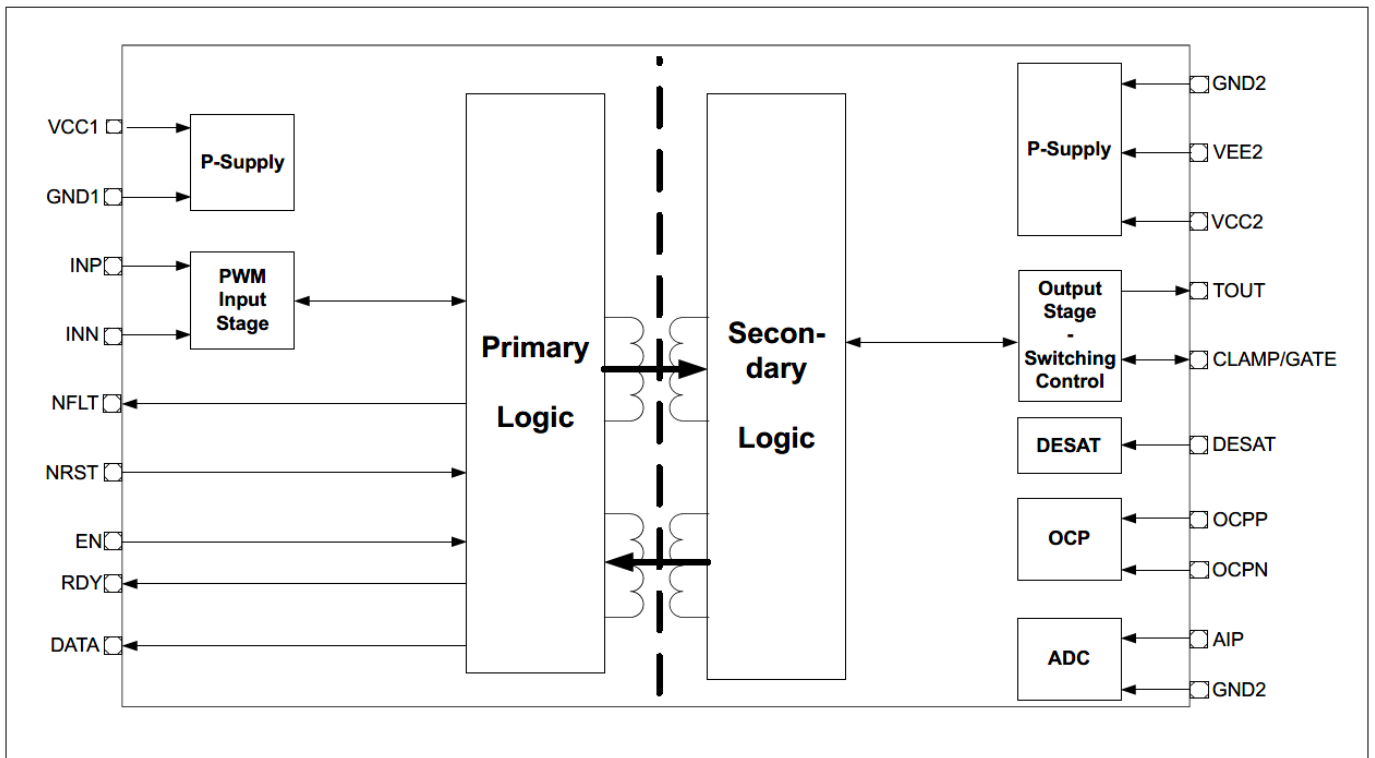 VCC1
GND1
INP
INN
NFLT
NRST
EN
RDY
DATA
P-Supply
PWM
Input
Stage
Primary
Logic
Secon-
dary
Logic
P-Supply
Output
Stage
-
Switching
Control
DESAT
OCP
ADC
GND2
VEE2
VCC2
TOUT
CLAMP/GATE
DESAT
OCPP
OCPN
AIP
GND2